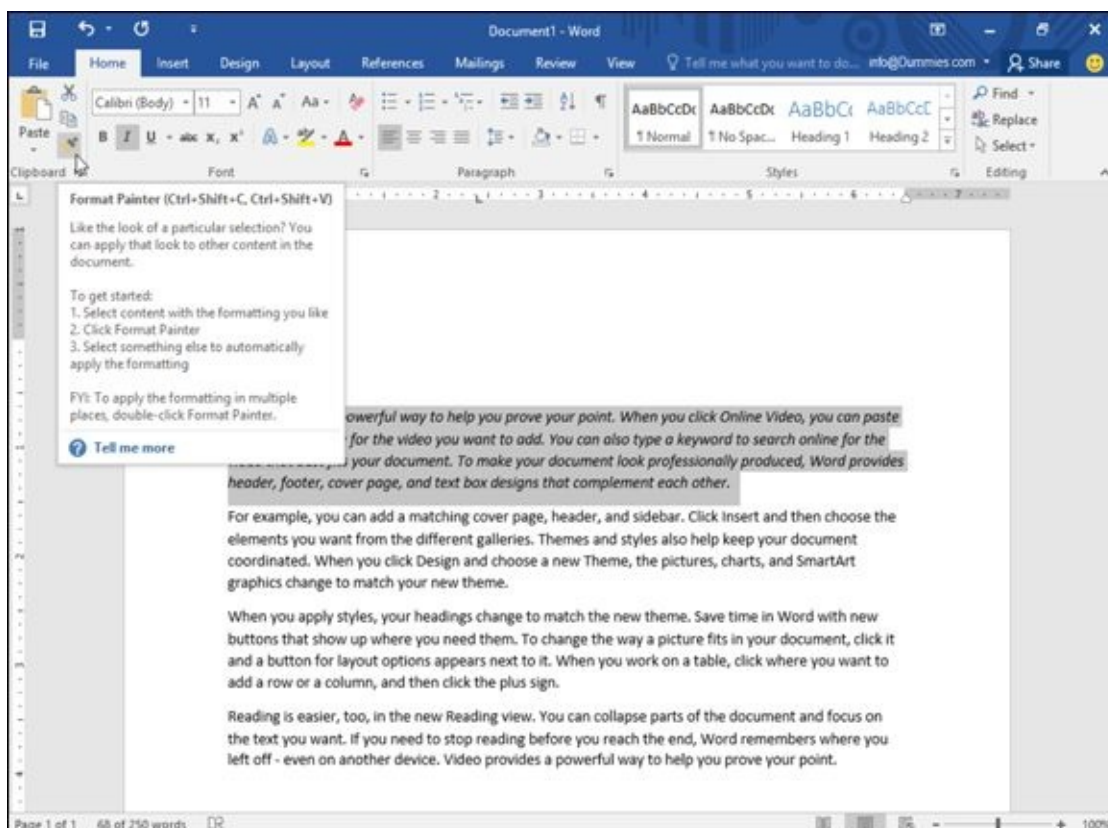 Document1 - Word
File Home Insert Design Layout References Mailings Review View Tell me what you want to do... info@Dummies.com Share
Calibri (Body) 11 A A Aa
Paste B I U abc X, X² A A
AaBbCcDc AaBbCcDc AaBbCc AaBbCcC
¶ Normal ¶ No Spac... Heading 1 Heading 2
Find
Replace
Select
Clipboard Font Paragraph Styles Editing
1 2 3 4 5 6 7
Format Painter (Ctrl+Shift+C, Ctrl+Shift+V)
Like the look of a particular selection? You
can apply that look to other content in the
document.
To get started:
1. Select content with the formatting you like
2. Click Format Painter
3. Select something else to automatically
apply the formatting
FYI: To apply the formatting in multiple
places, double-click Format Painter.
Tell me more
powerful way to help you prove your point. When you click Online Video, you can paste
for the video you want to add. You can also type a keyword to search online for the
your document. To make your document look professionally produced, Word provides
header, footer, cover page, and text box designs that complement each other.
For example, you can add a matching cover page, header, and sidebar. Click Insert and then choose the
elements you want from the different galleries. Themes and styles also help keep your document
coordinated. When you click Design and choose a new Theme, the pictures, charts, and SmartArt
graphics change to match your new theme.
When you apply styles, your headings change to match the new theme. Save time in Word with new
buttons that show up where you need them. To change the way a picture fits in your document, click it
and a button for layout options appears next to it. When you work on a table, click where you want to
add a row or a column, and then click the plus sign.
Reading is easier, too, in the new Reading view. You can collapse parts of the document and focus on
the text you want. If you need to stop reading before you reach the end, Word remembers where you
left off - even on another device. Video provides a powerful way to help you prove your point.
Page 1 of 1 68 of 250 words 100%